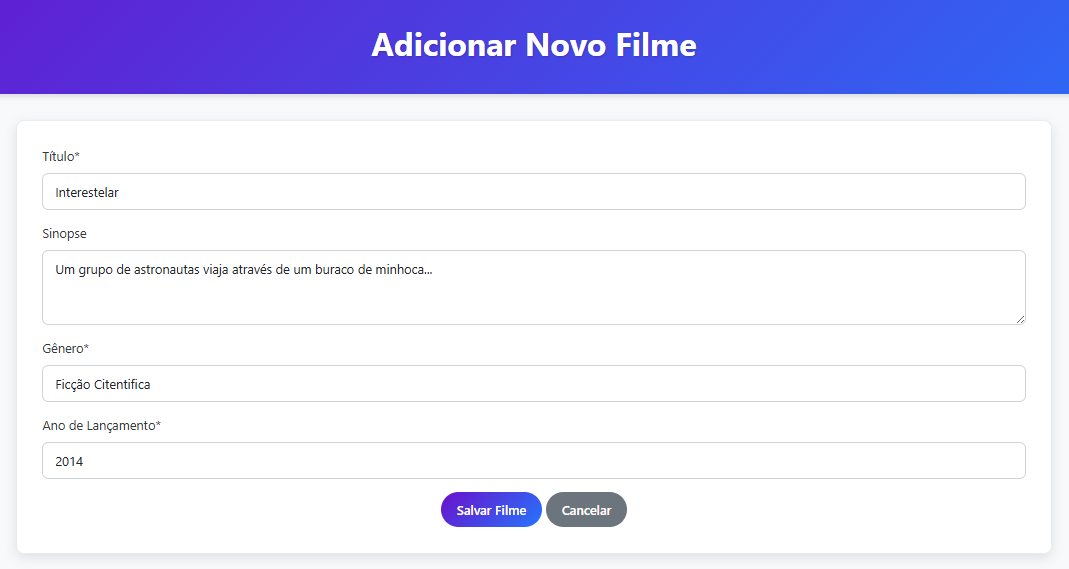 Adicionar Novo Filme
Título*
Interestelar
Sinopse
Um grupo de astronautas viaja através de um buraco de minhoca...
Gênero*
Ficção Citentifica
Ano de Lançamento*
2014
Salvar Filme Cancelar